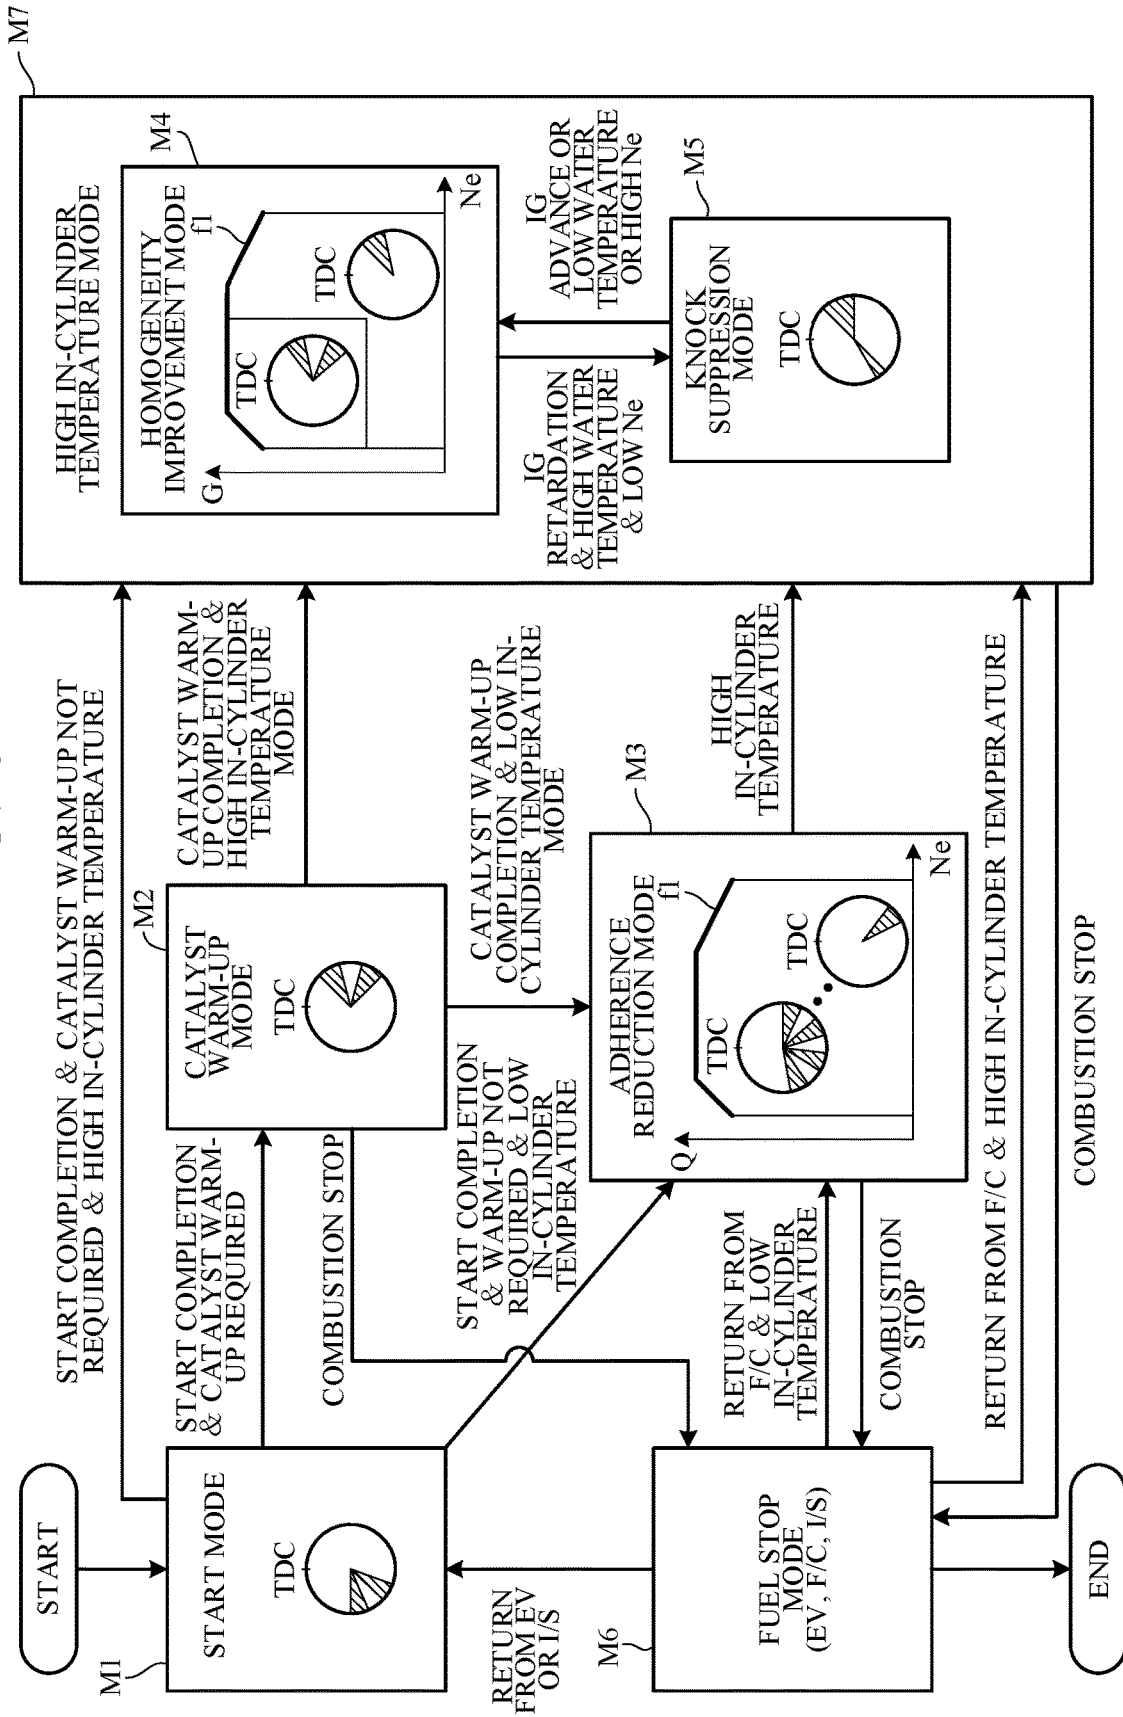 START
M1
START MODE
TDC
START COMPLETION & CATALYST WARM-UP NOT
REQUIRED & HIGH IN-CYLINDER TEMPERATURE
START COMPLETION
& CATALYST WARM-
UP REQUIRED
M2
CATALYST
WARM-UP
MODE
TDC
CATALYST WARM-
UP COMPLETION &
HIGH IN-CYLINDER
TEMPERATURE
MODE
COMBUSTION STOP
START COMPLETION
& WARM-UP NOT
REQUIRED & LOW
IN-CYLINDER
TEMPERATURE
CATALYST WARM-UP
COMPLETION & LOW IN-
CYLINDER TEMPERATURE
MODE
M3
ADHERENCE
REDUCTION MODE
f1
Q
TDC
TDC
Ne
HIGH
IN-CYLINDER
TEMPERATURE
M7
HIGH IN-CYLINDER
TEMPERATURE MODE
M4
HOMOGENEITY
IMPROVEMENT MODE
f1
G
TDC
TDC
Ne
IG
RETARDATION
& HIGH WATER
TEMPERATURE
& LOW Ne
IG
ADVANCE OR
LOW WATER
TEMPERATURE
OR HIGH Ne
M5
KNOCK
SUPPRESSION
MODE
TDC
RETURN
FROM EV
OR I/S
M6
FUEL STOP
MODE
(EV, F/C, I/S)
RETURN FROM
F/C & LOW
IN-CYLINDER
TEMPERATURE
COMBUSTION
STOP
RETURN FROM F/C & HIGH IN-CYLINDER TEMPERATURE
COMBUSTION STOP
END